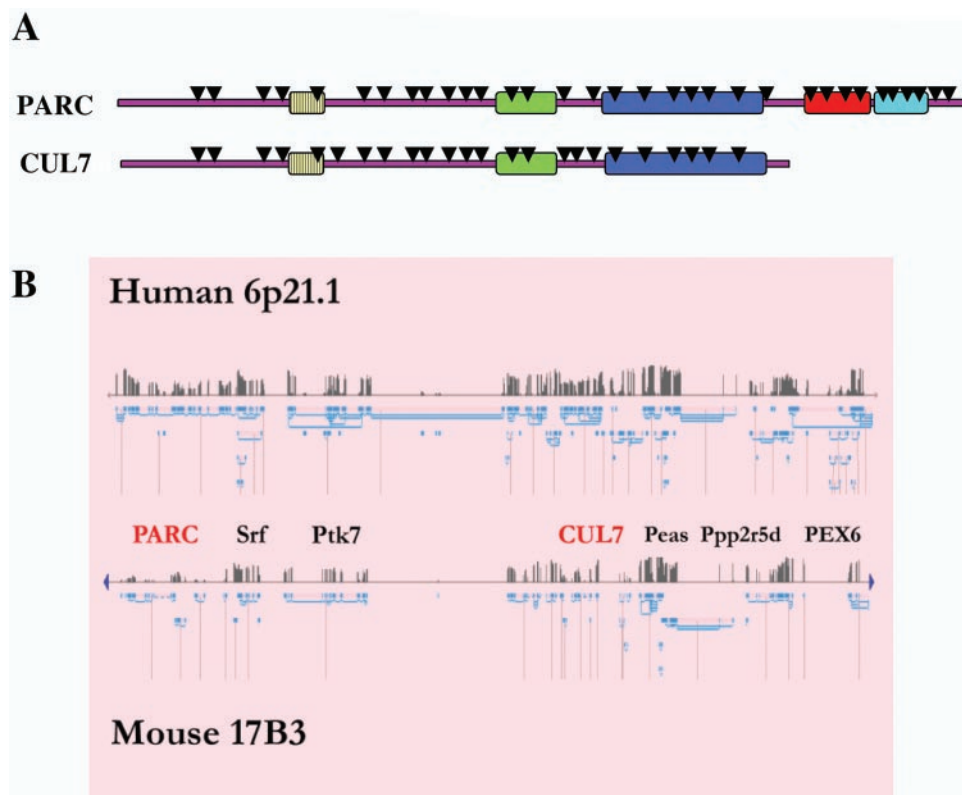 A
PARC
CUL7
B
Human 6p21.1
PARC Srf Ptk7 CUL7 Peas Ppp2r5d PEX6
Mouse 17B3